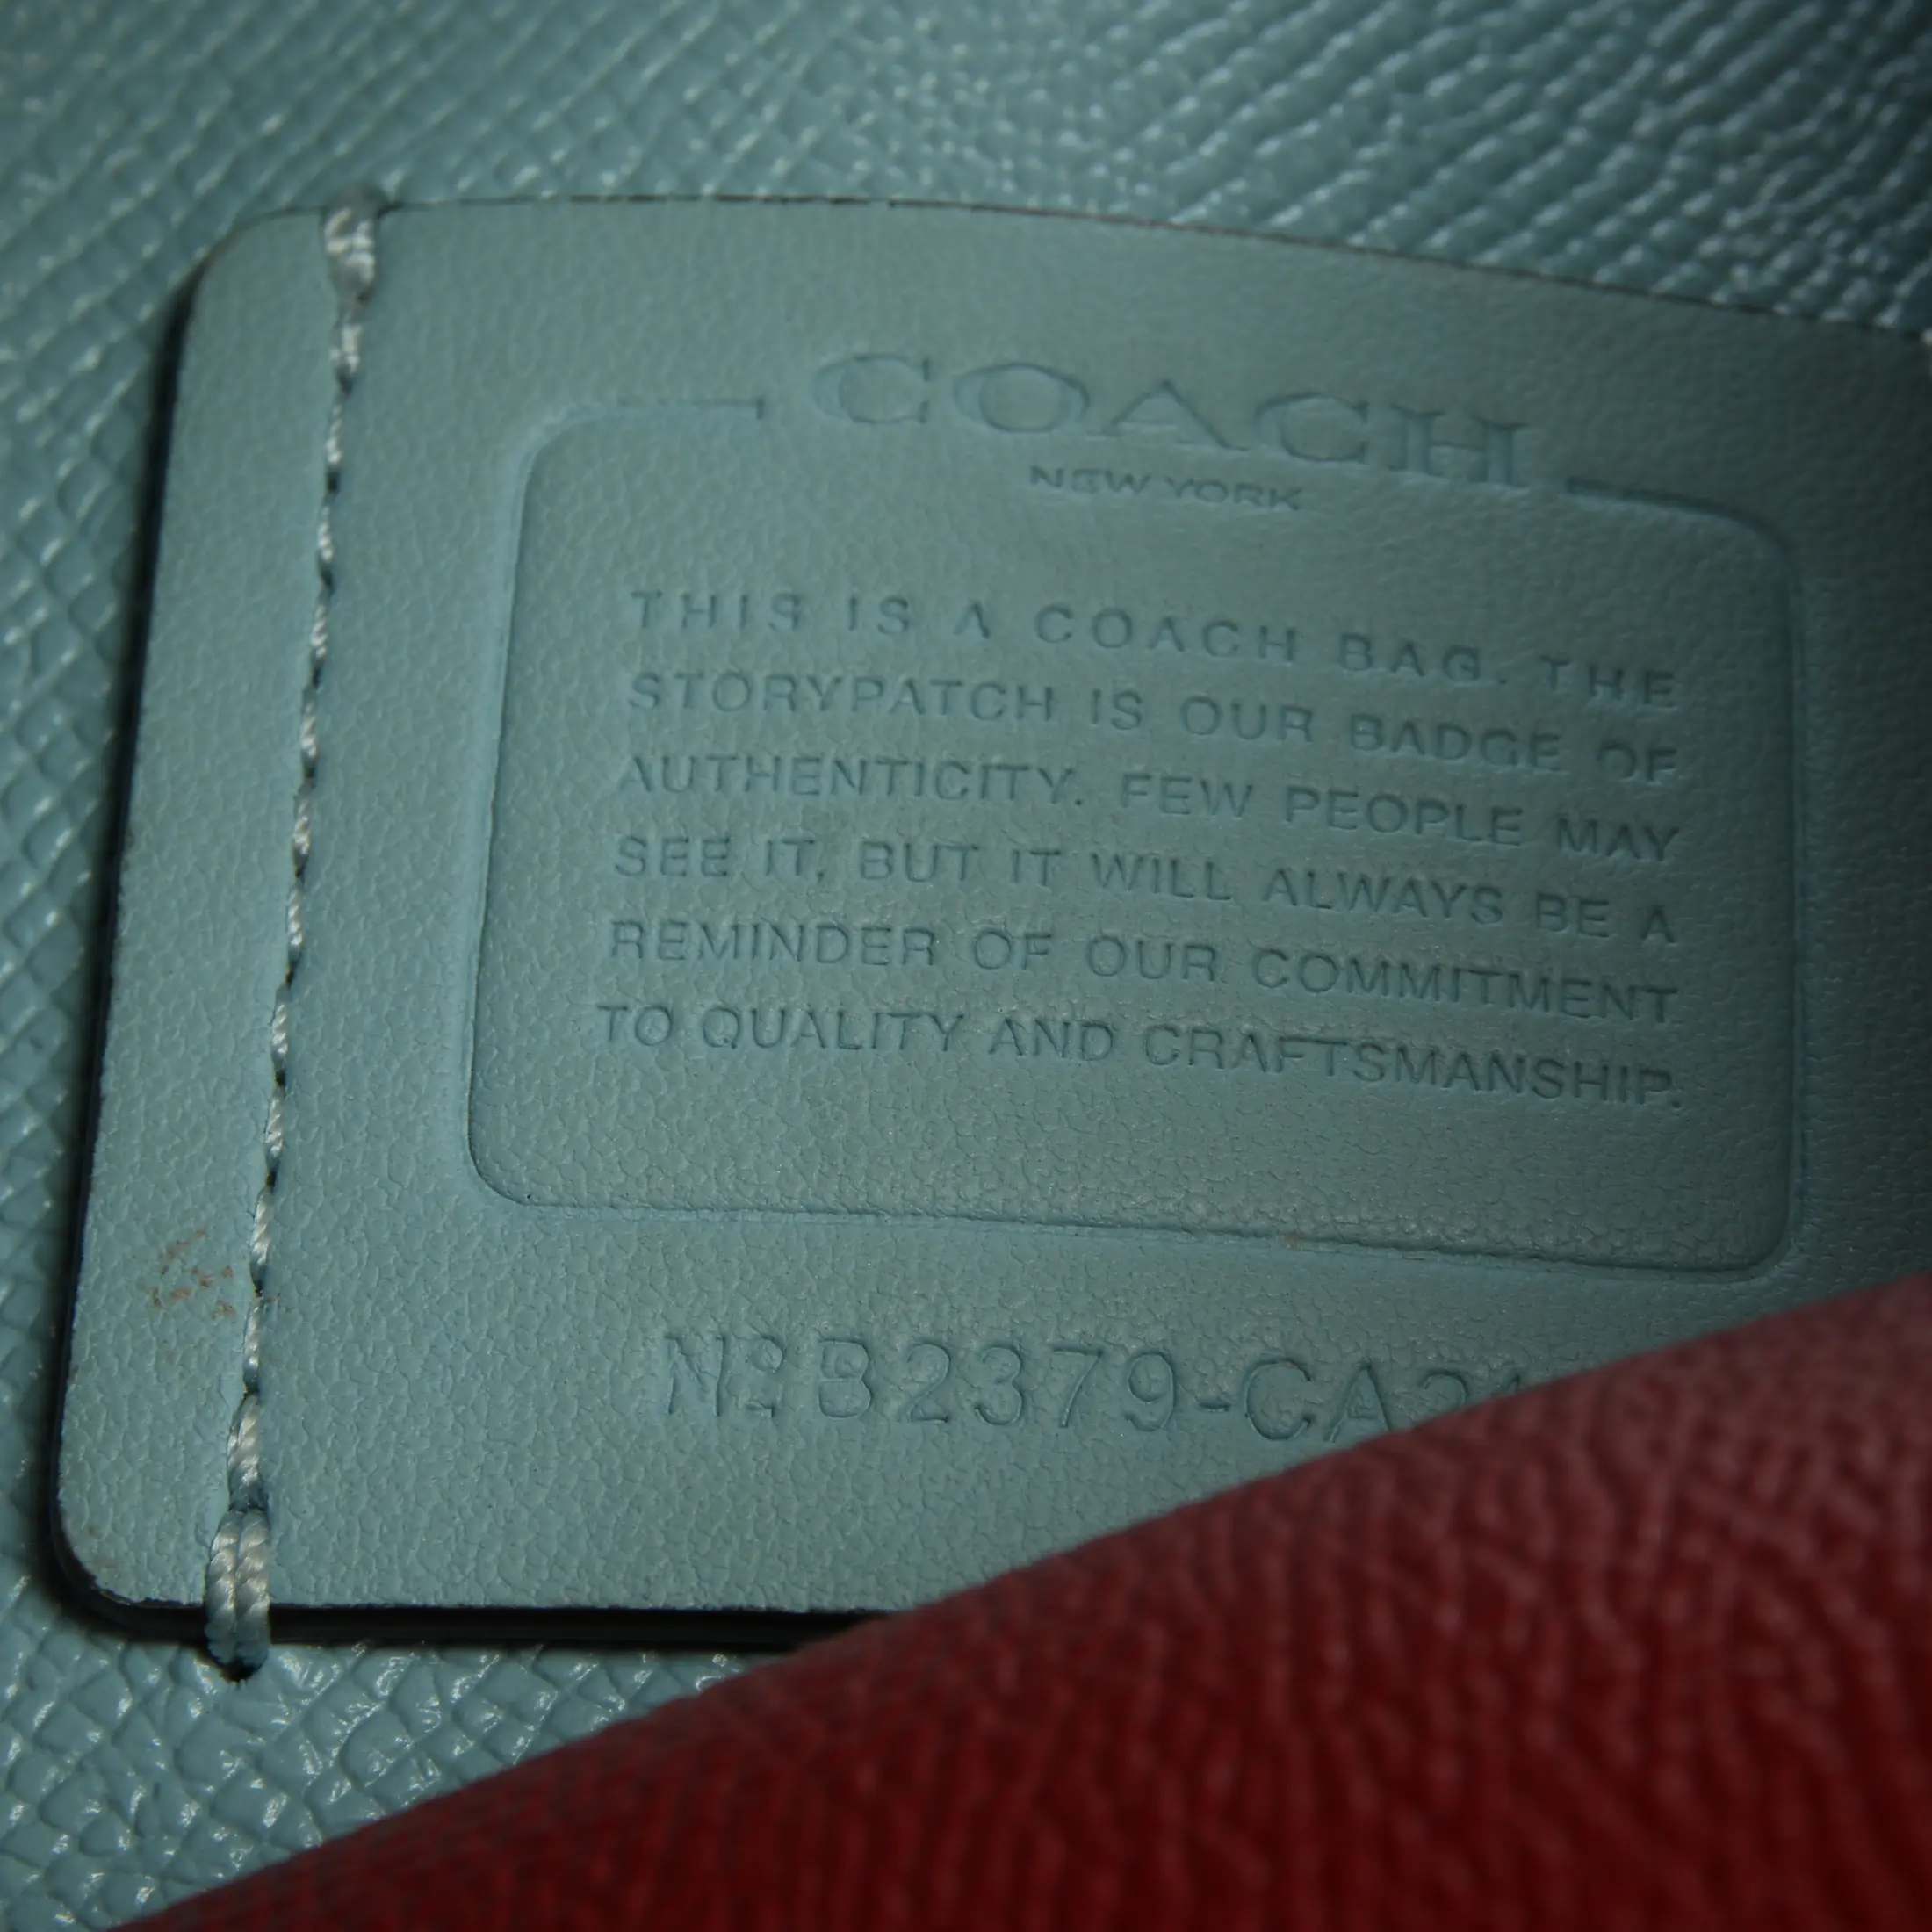 COACH
NEW YORK
THIS IS A COACH BAG. THE
STORYPATCH IS OUR BADGE OF
AUTHENTICITY. FEW PEOPLE MAY
SEE IT, BUT IT WILL ALWAYS BE A
REMINDER OF OUR COMMITMENT
TO QUALITY AND CRAFTSMANSHIP.
Nº B2379-CA